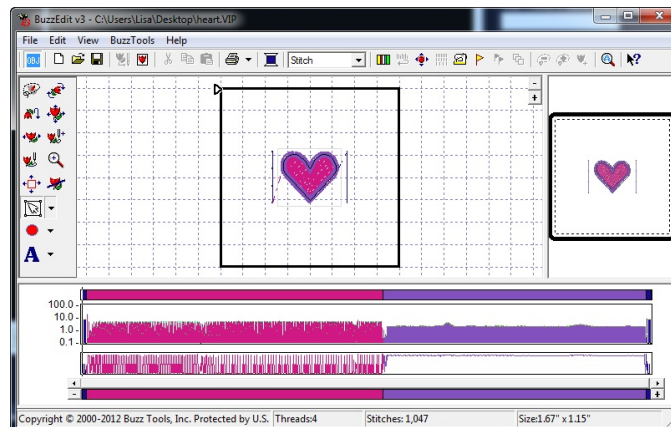 BuzzEdit v3 - C:\Users\Lisa\Desktop\heart.VIP
File Edit View BuzzTools Help
OBJ
Stitch
A
100.0
10.0
1.0
0.1
Copyright © 2000-2012 Buzz Tools, Inc. Protected by U.S. Threads:4 Stitches: 1,047 Size:1.67" x 1.15"